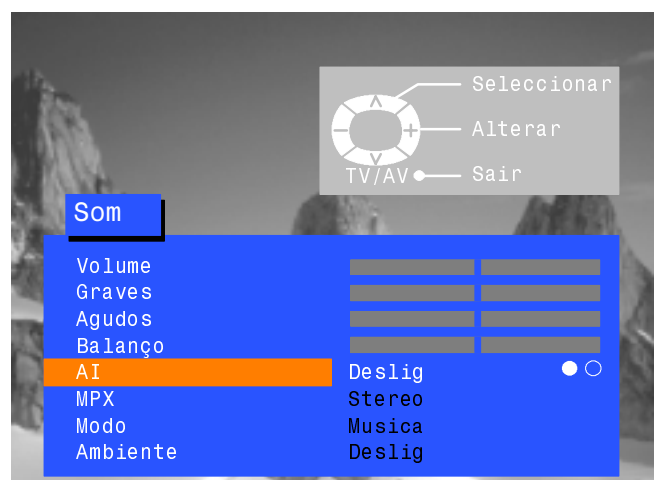 Seleccionar
Alterar
TV/AV Sair
Som
Volume
Graves
Agudos
Balanço
AI Deslig
MPX Stereo
Modo Musica
Ambiente Deslig